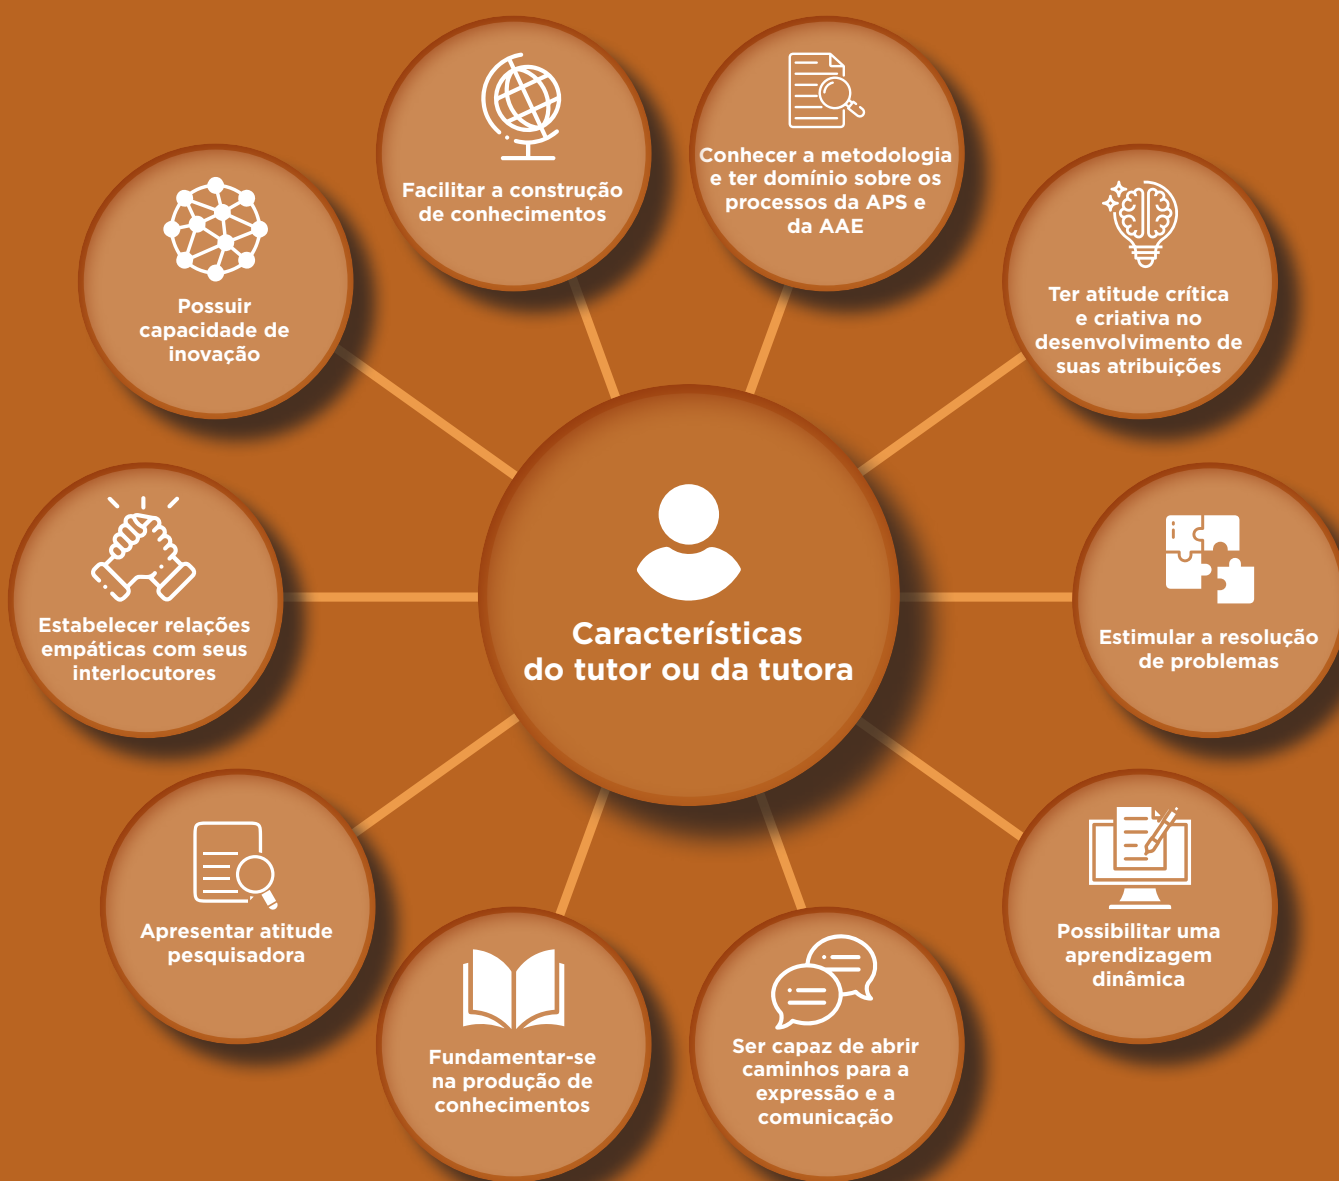 Facilitar a construção
de conhecimentos
Conhecer a metodologia
e ter domínio sobre os
processos da APS e
da AAE
Ter atitude crítica
e criativa no
desenvolvimento de
suas atribuições
Estimular a resolução
de problemas
Possibilitar uma
aprendizagem
dinâmica
Ser capaz de abrir
caminhos para a
expressão e a
comunicação
Fundamentar-se
na produção de
conhecimentos
Apresentar atitude
pesquisadora
Estabelecer relações
empáticas com seus
interlocutores
Possuir
capacidade de
inovação
Características
do tutor ou da tutora